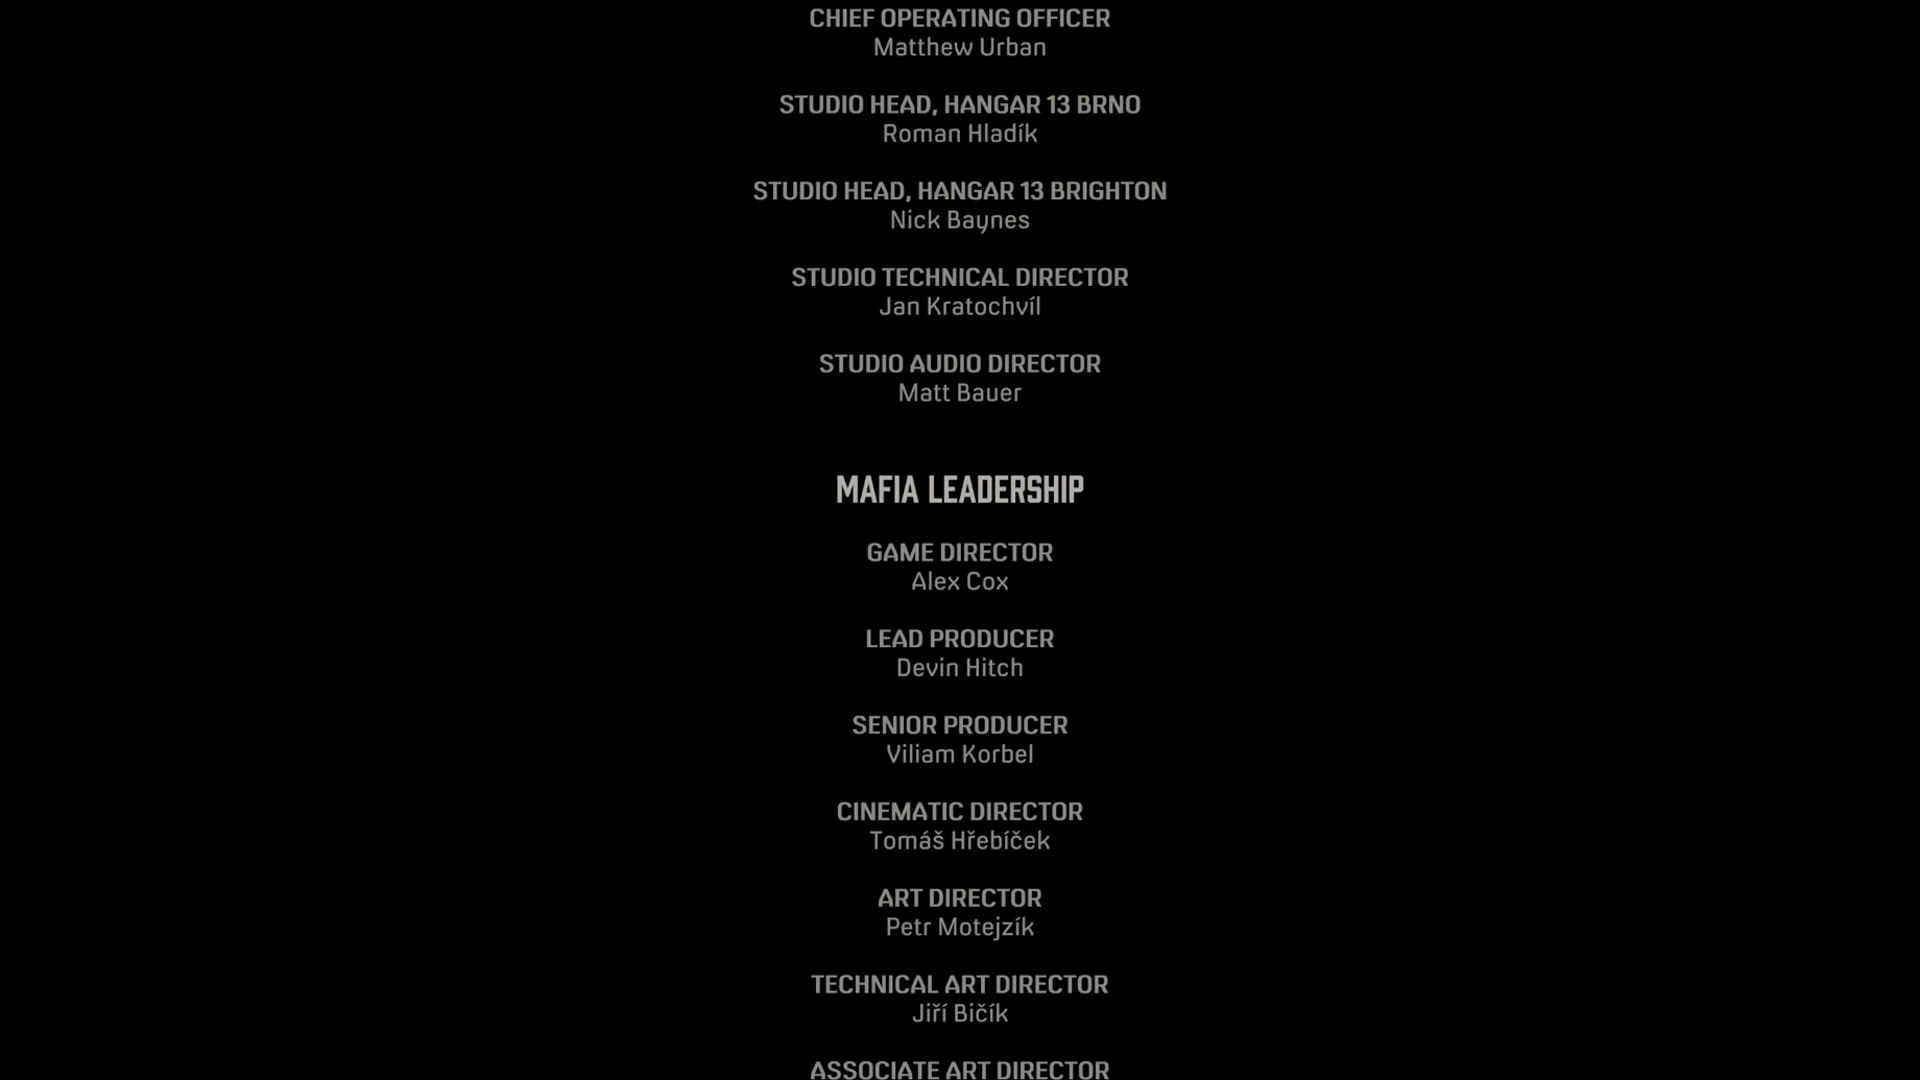 CHIEF OPERATING OFFICER
Matthew Urban
STUDIO HEAD, HANGAR 13 BRNO
Roman Hladík
STUDIO HEAD, HANGAR 13 BRIGHTON
Nick Baynes
STUDIO TECHNICAL DIRECTOR
Jan Kratochvíl
STUDIO AUDIO DIRECTOR
Matt Bauer
MAFIA LEADERSHIP
GAME DIRECTOR
Alex Cox
LEAD PRODUCER
Devin Hitch
SENIOR PRODUCER
Viliam Korbel
CINEMATIC DIRECTOR
Tomáš Hřebíček
ART DIRECTOR
Petr Motejzík
TECHNICAL ART DIRECTOR
Jiří Bičík
ASSOCIATE ART DIRECTOR